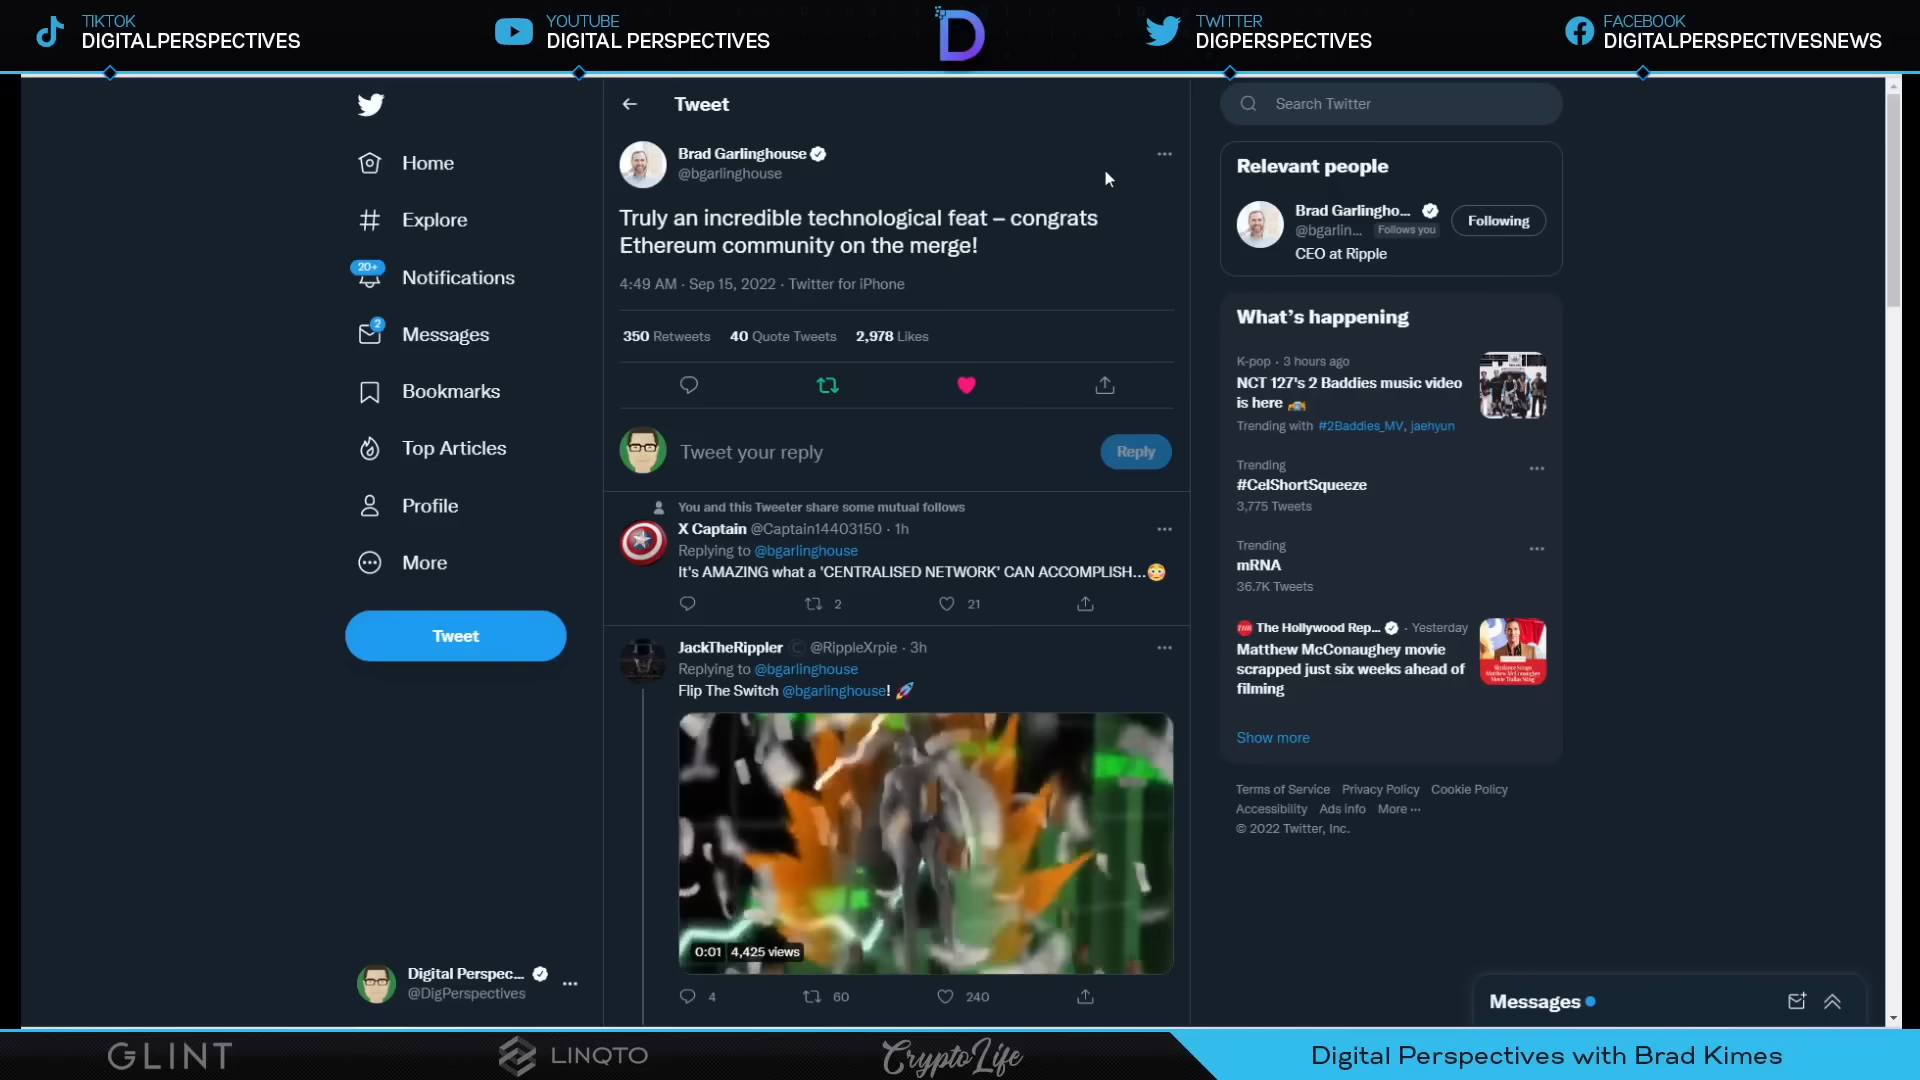 TIKTOK
DIGITALPERSPECTIVES
YOUTUBE
DIGITAL PERSPECTIVES
D
TWITTER
DIGPERSPECTIVES
FACEBOOK
DIGITALPERSPECTIVESNEWS
Home
Explore
20+
Notifications
2
Messages
Bookmarks
Top Articles
Profile
More
Tweet
Digital Perspec...
@DigPerspectives
Tweet
Brad Garlinghouse
@bgarlinghouse
Truly an incredible technological feat – congrats
Ethereum community on the merge!
4:49 AM · Sep 15, 2022 · Twitter for iPhone
350 Retweets 40 Quote Tweets 2,978 Likes
Tweet your reply
Reply
You and this Tweeter share some mutual follows
X Captain @Captain14403150 · 1h
Replying to @bgarlinghouse
It's AMAZING what a 'CENTRALISED NETWORK' CAN ACCOMPLISH...😳
2 21
JackTheRippler @RippleXrpie · 3h
Replying to @bgarlinghouse
Flip The Switch @bgarlinghouse! 🚀
0:01 4,425 views
4 60 240
Search Twitter
Relevant people
Brad Garlingho...
@bgarlin... Follows you
Following
CEO at Ripple
What's happening
K-pop · 3 hours ago
NCT 127's 2 Baddies music video
is here 🚖
Trending with #2Baddies_MV, jaehyun
Trending
#CelShortSqueeze
3,775 Tweets
Trending
mRNA
36.7K Tweets
The Hollywood Rep... · Yesterday
Matthew McConaughey movie
scrapped just six weeks ahead of
filming
Show more
Terms of Service Privacy Policy Cookie Policy
Accessibility Ads info More ···
© 2022 Twitter, Inc.
Messages
GLINT
LINQTO
CryptoLife
Digital Perspectives with Brad Kimes